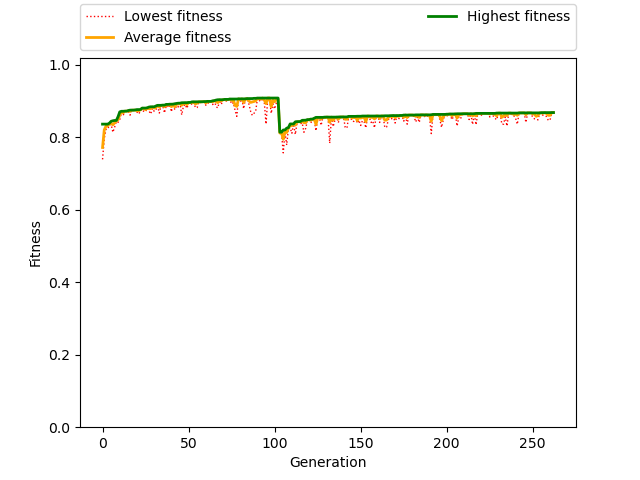 Lowest fitness
Average fitness
Highest fitness
1.0
0.8
0.6
0.4
0.2
0.0
Fitness
0 50 100 150 200 250
Generation